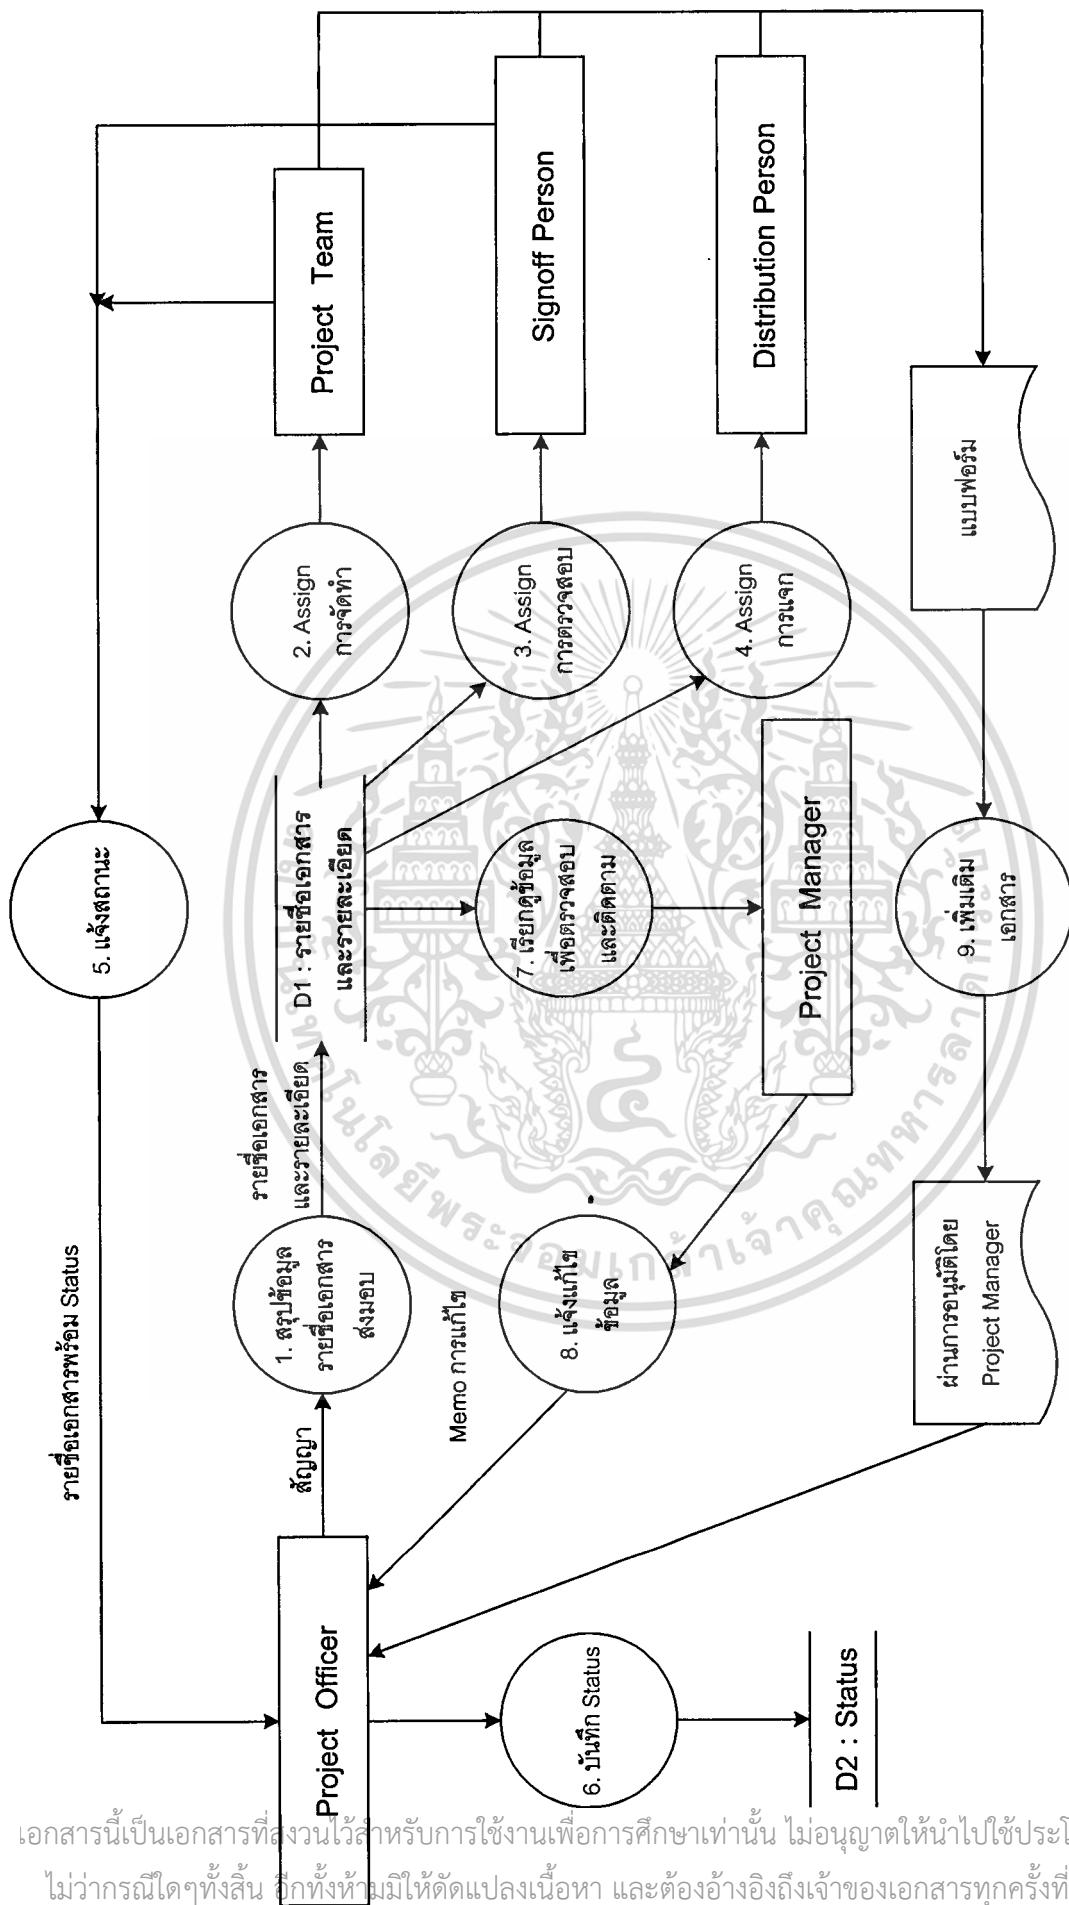 รายชื่อเอกสารพร้อม Status
5. แจ้งสถานะ
Project Officer
สัญญา
1. สรุปข้อมูล
รายชื่อเอกสาร
ส่งมอบ
รายชื่อเอกสาร
และรายละเอียด
D1 : รายชื่อเอกสาร
และรายละเอียด
2. Assign
การจัดทำ
Project Team
3. Assign
การตรวจสอบ
Signoff Person
4. Assign
การแจก
Distribution Person
6. บันทึก Status
D2 : Status
Memo การแก้ไข
8. แจ้งแก้ไข
ข้อมูล
7. เรียกดูข้อมูล
เพื่อตรวจสอบ
และติดตาม
Project Manager
ผ่านการอนุมัติโดย
Project Manager
9. เพิ่มเติม
เอกสาร
แบบฟอร์ม
เอกสารนี้เป็นเอกสารที่สงวนไว้สำหรับการใช้งานเพื่อการศึกษาเท่านั้น ไม่อนุญาตให้นำไปใช้ประโ
ไม่ว่ากรณีใดๆทั้งสิ้น อีกทั้งห้ามมิให้ดัดแปลงเนื้อหา และต้องอ้างอิงถึงเจ้าของเอกสารทุกครั้งที่